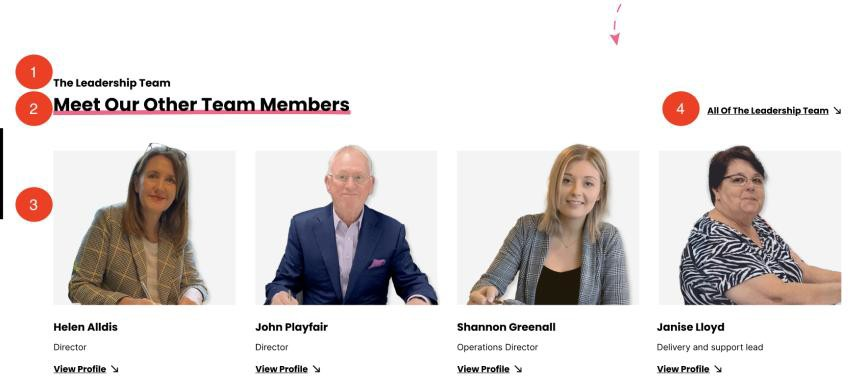 1
The Leadership Team
2
Meet Our Other Team Members
4
All Of The Leadership Team
3
Helen Alldis
John Playfair
Shannon Greenall
Janise Lloyd
Director
Director
Operations Director
Delivery and support lead
View Profile
View Profile
View Profile
View Profile